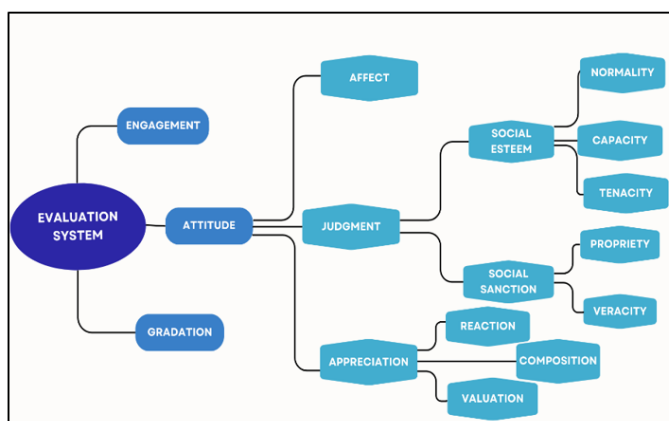 EVALUATION
SYSTEM
ENGAGEMENT
ATTITUDE
GRADATION
AFFECT
JUDGMENT
APPRECIATION
SOCIAL
ESTEEM
SOCIAL
SANCTION
NORMALITY
CAPACITY
TENACITY
PROPRIETY
VERACITY
REACTION
COMPOSITION
VALUATION